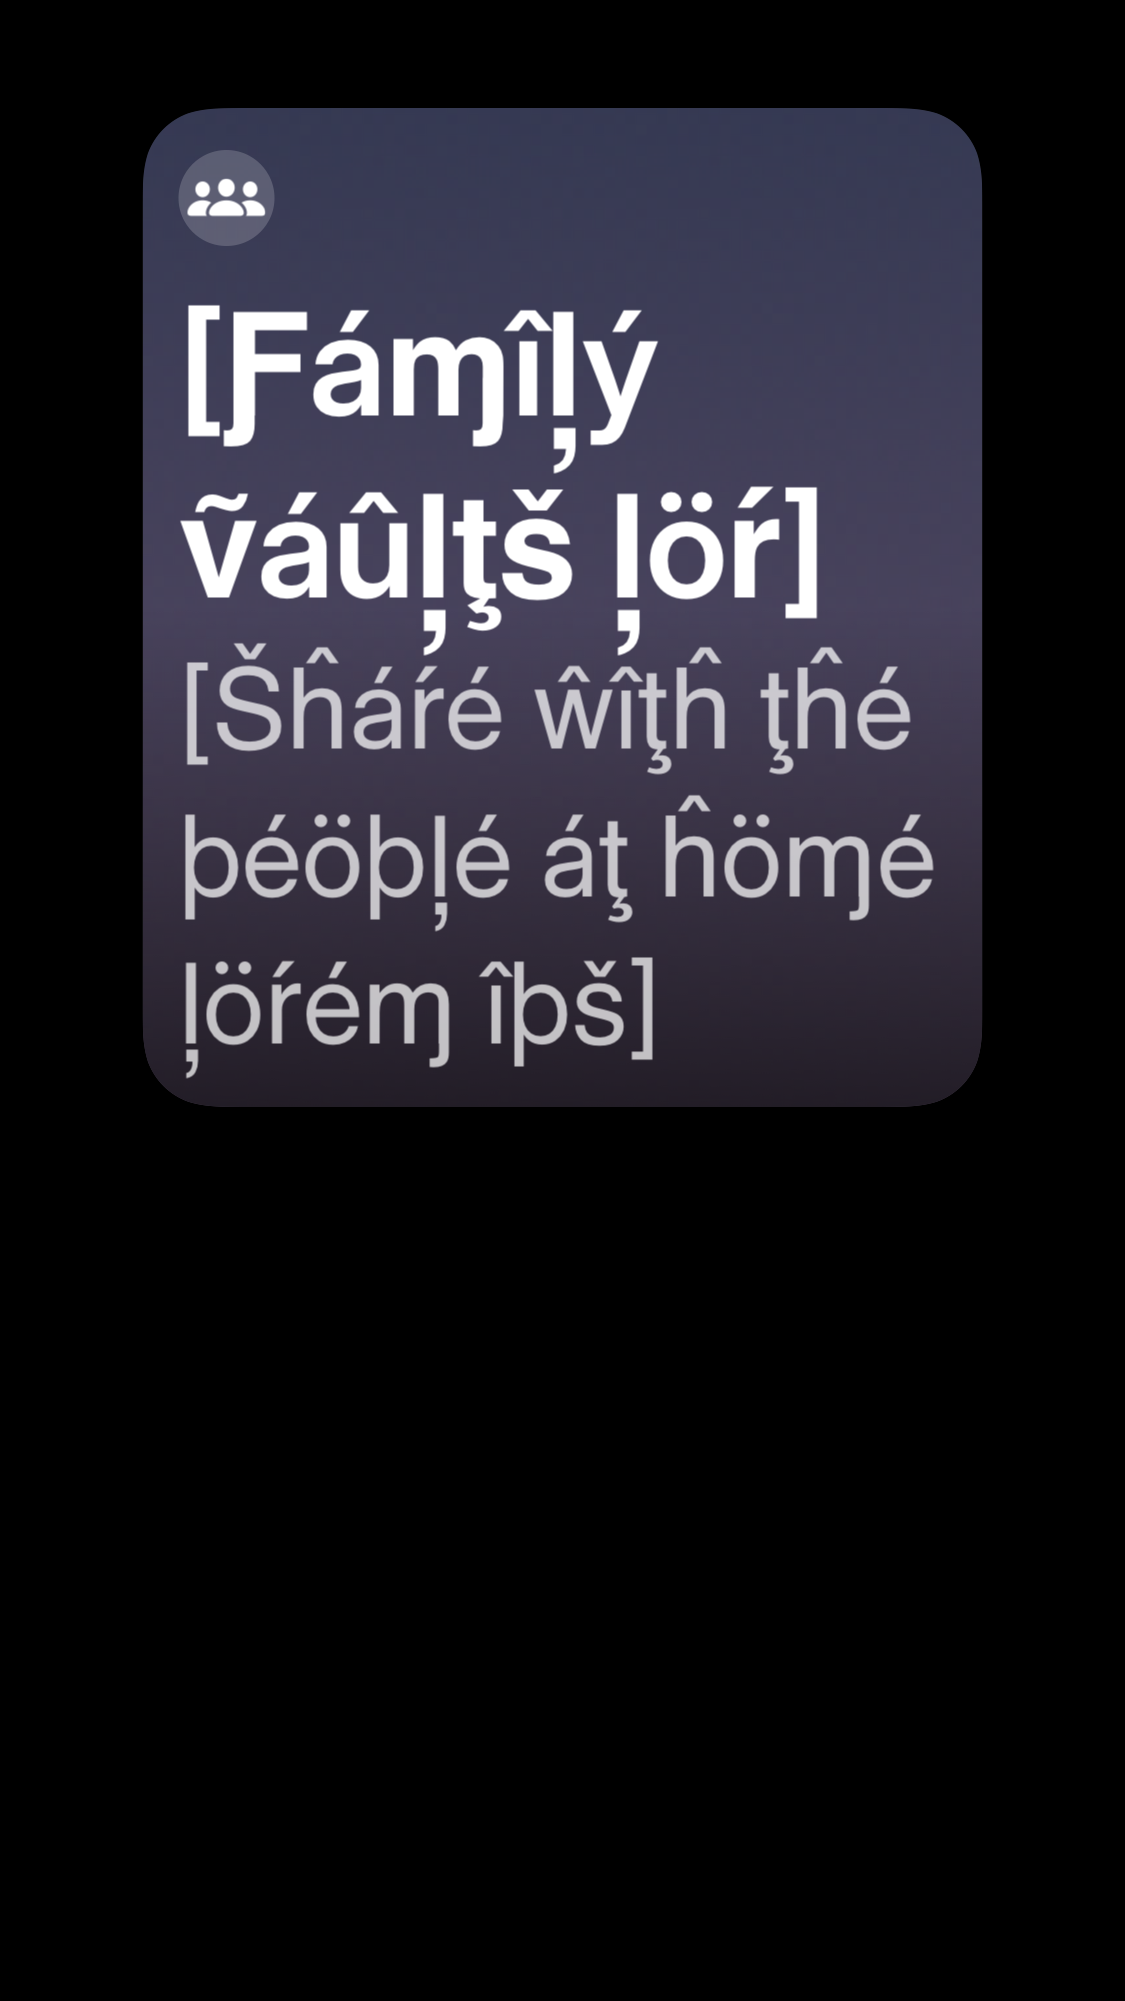 [Ƒáɱîļý
ṽáûļţš ļöŕ]
[Šĥáŕé ŵîţĥ ţĥé
þéöþļé áţ ĥöɱé
ļöŕéɱ îþš]